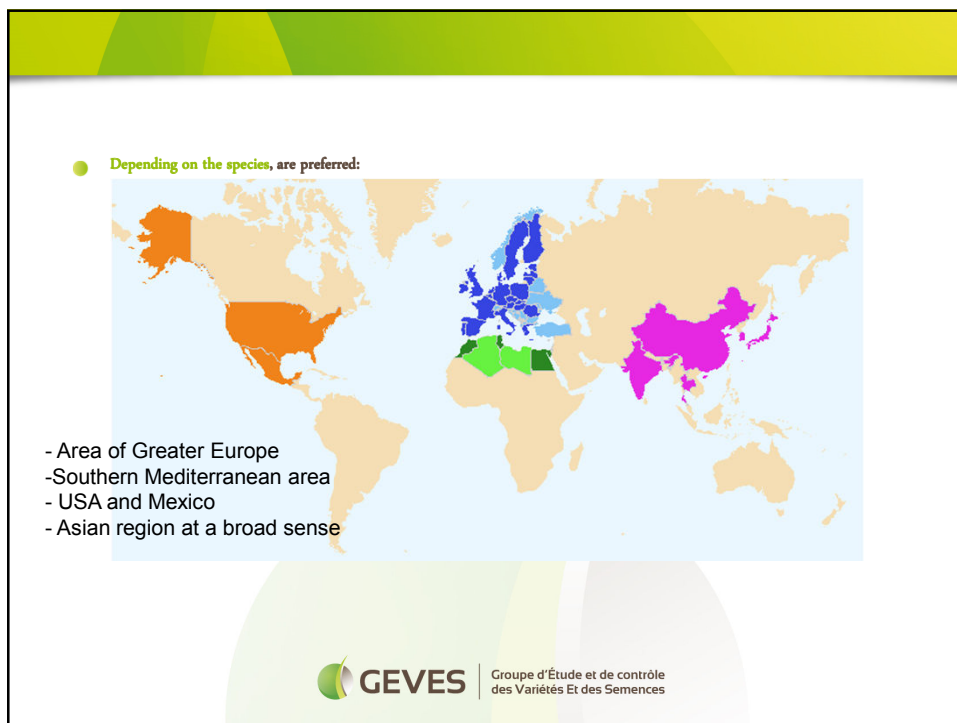 Depending on the species, are preferred:
- Area of Greater Europe
-Southern Mediterranean area
- USA and Mexico
- Asian region at a broad sense
GEVES
Groupe d'Étude et de contrôle
des Variétés Et des Semences